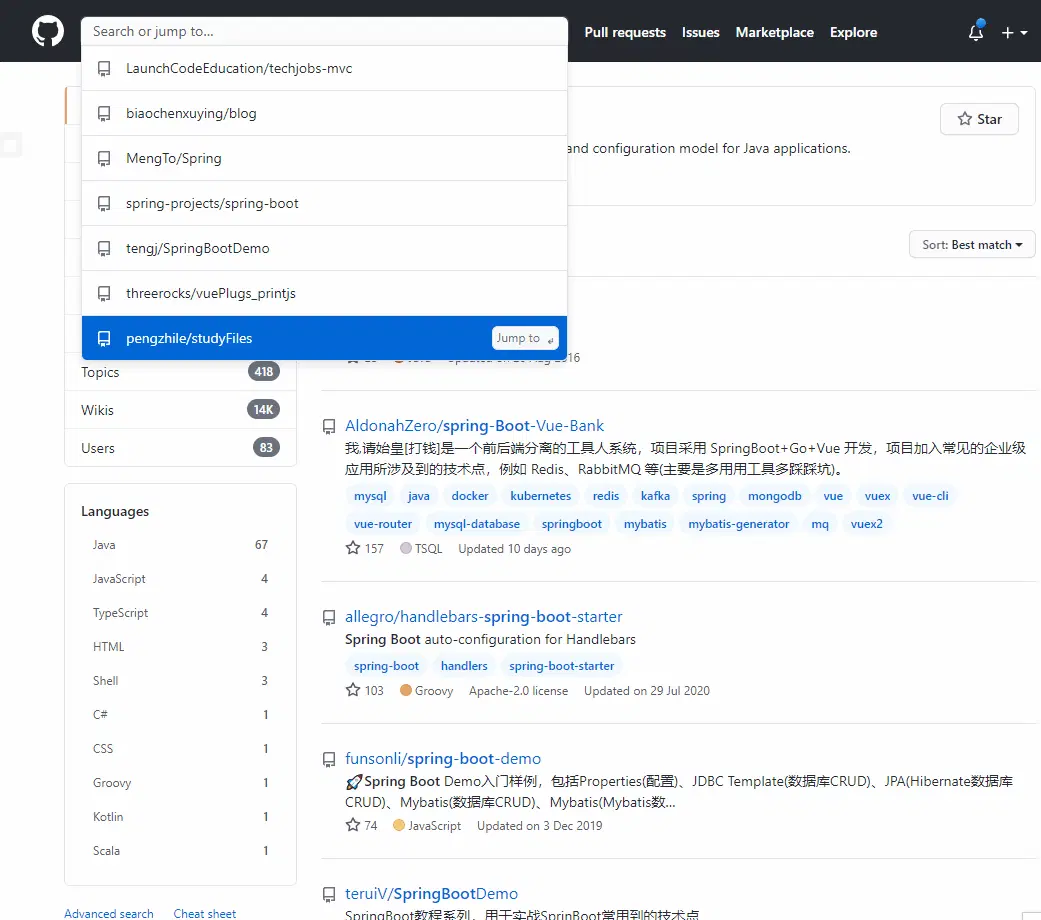 Search or jump to...
Pull requests Issues Marketplace Explore
LaunchCodeEducation/techjobs-mvc
biaochenxuying/blog
MengTo/Spring
spring-projects/spring-boot
tengj/SpringBootDemo
threerocks/vuePlugs_printjs
pengzhile/studyFiles Jump to
Star
and configuration model for Java applications.
Sort: Best match
Topics 418
Wikis 14K
Users 83
Languages
Java 67
JavaScript 4
TypeScript 4
HTML 3
Shell 3
C# 1
CSS 1
Groovy 1
Kotlin 1
Scala 1
Advanced search Cheat sheet
AldonahZero/spring-Boot-Vue-Bank
我,请始皇[打钱]是一个前后端分离的工具人系统，项目采用 SpringBoot+Go+Vue 开发，项目加入常见的企业级
应用所涉及到的技术点，例如 Redis、RabbitMQ 等(主要是多用用工具多踩踩坑)。
mysql java docker kubernetes redis kafka spring mongodb vue vuex vue-cli
vue-router mysql-database springboot mybatis mybatis-generator mq vuex2
157 TSQL Updated 10 days ago
allegro/handlebars-spring-boot-starter
Spring Boot auto-configuration for Handlebars
spring-boot handlers spring-boot-starter
103 Groovy Apache-2.0 license Updated on 29 Jul 2020
funsonli/spring-boot-demo
🚀Spring Boot Demo入门样例，包括Properties(配置)、JDBC Template(数据库CRUD)、JPA(Hibernate数据库
CRUD)、Mybatis(数据库CRUD)、Mybatis(Mybatis数...
74 JavaScript Updated on 3 Dec 2019
teruiV/SpringBootDemo
SpringBoot教程系列，用于实战SprinBoot常用到的技术点